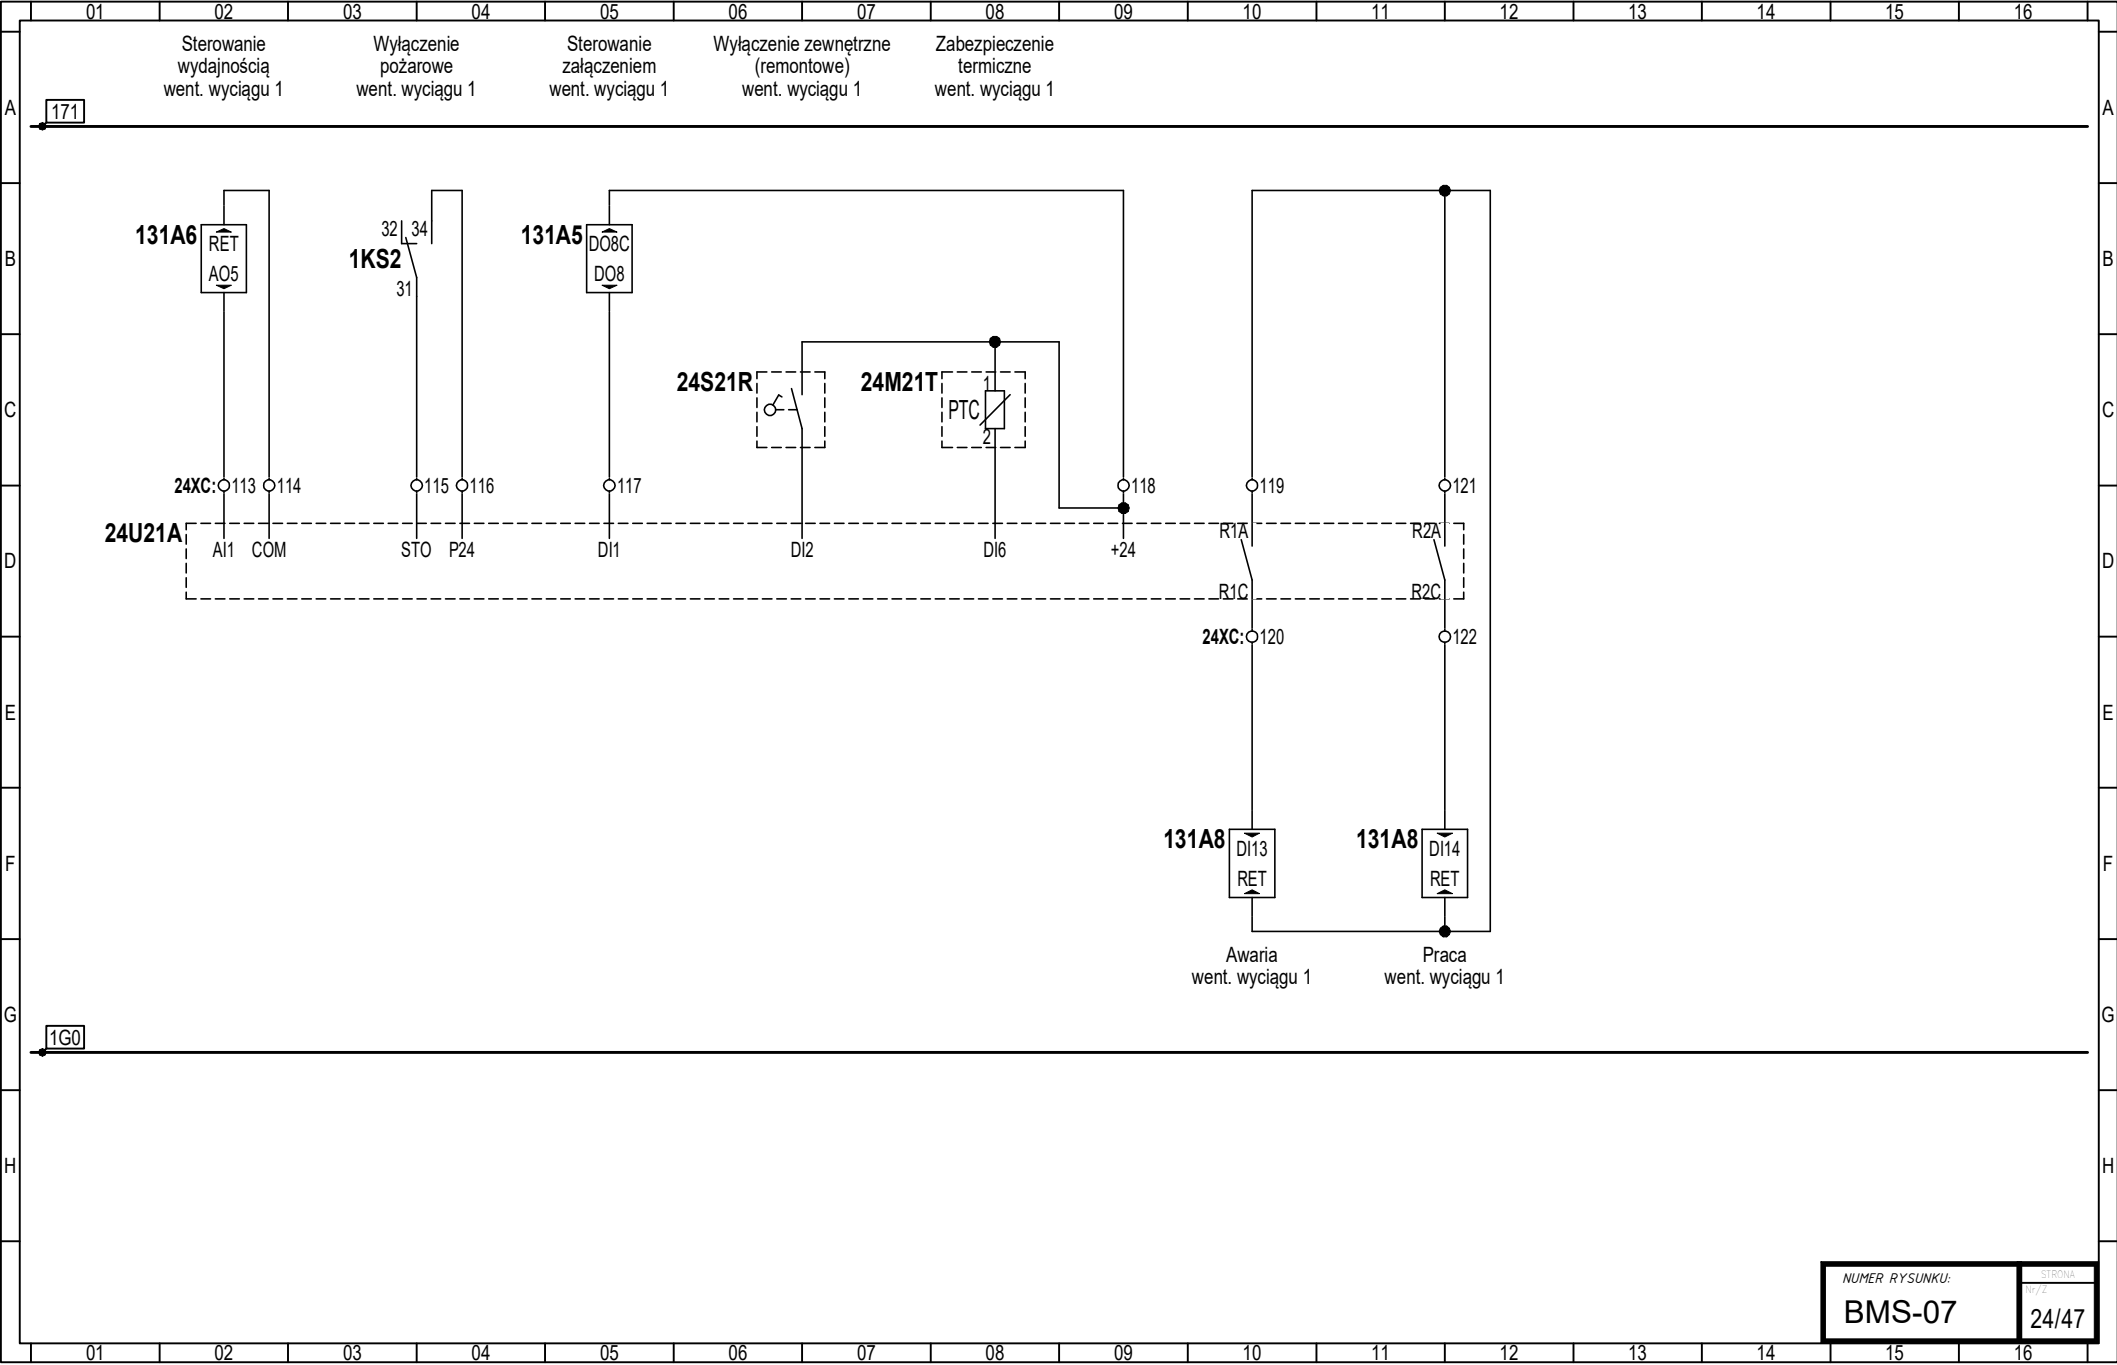 01 02 03 04 05 06 07 08 09 10 11 12 13 14 15 16
Sterowanie
wydajnością
went. wyciągu 1
Wyłączenie
pożarowe
went. wyciągu 1
Sterowanie
załączeniem
went. wyciągu 1
Wyłączenie zewnętrzne
(remontowe)
went. wyciągu 1
Zabezpieczenie
termiczne
went. wyciągu 1
A A
171
B B
131A6
RET
AO5
32 34
1KS2
31
131A5
DO8C
DO8
C C
24S21R
24M21T
1
PTC
2
24XC: 113 114 115 116 117 118 119 121
D D
24U21A
AI1 COM STO P24 DI1 DI2 DI6 +24
R1A R2A
R1C R2C
24XC: 120 122
E E
F F
131A8
DI13
RET
131A8
DI14
RET
Awaria
went. wyciągu 1
Praca
went. wyciągu 1
G G
1G0
H H
NUMER RYSUNKU:
BMS-07
STRONA
Nr/Z
24/47
01 02 03 04 05 06 07 08 09 10 11 12 13 14 15 16